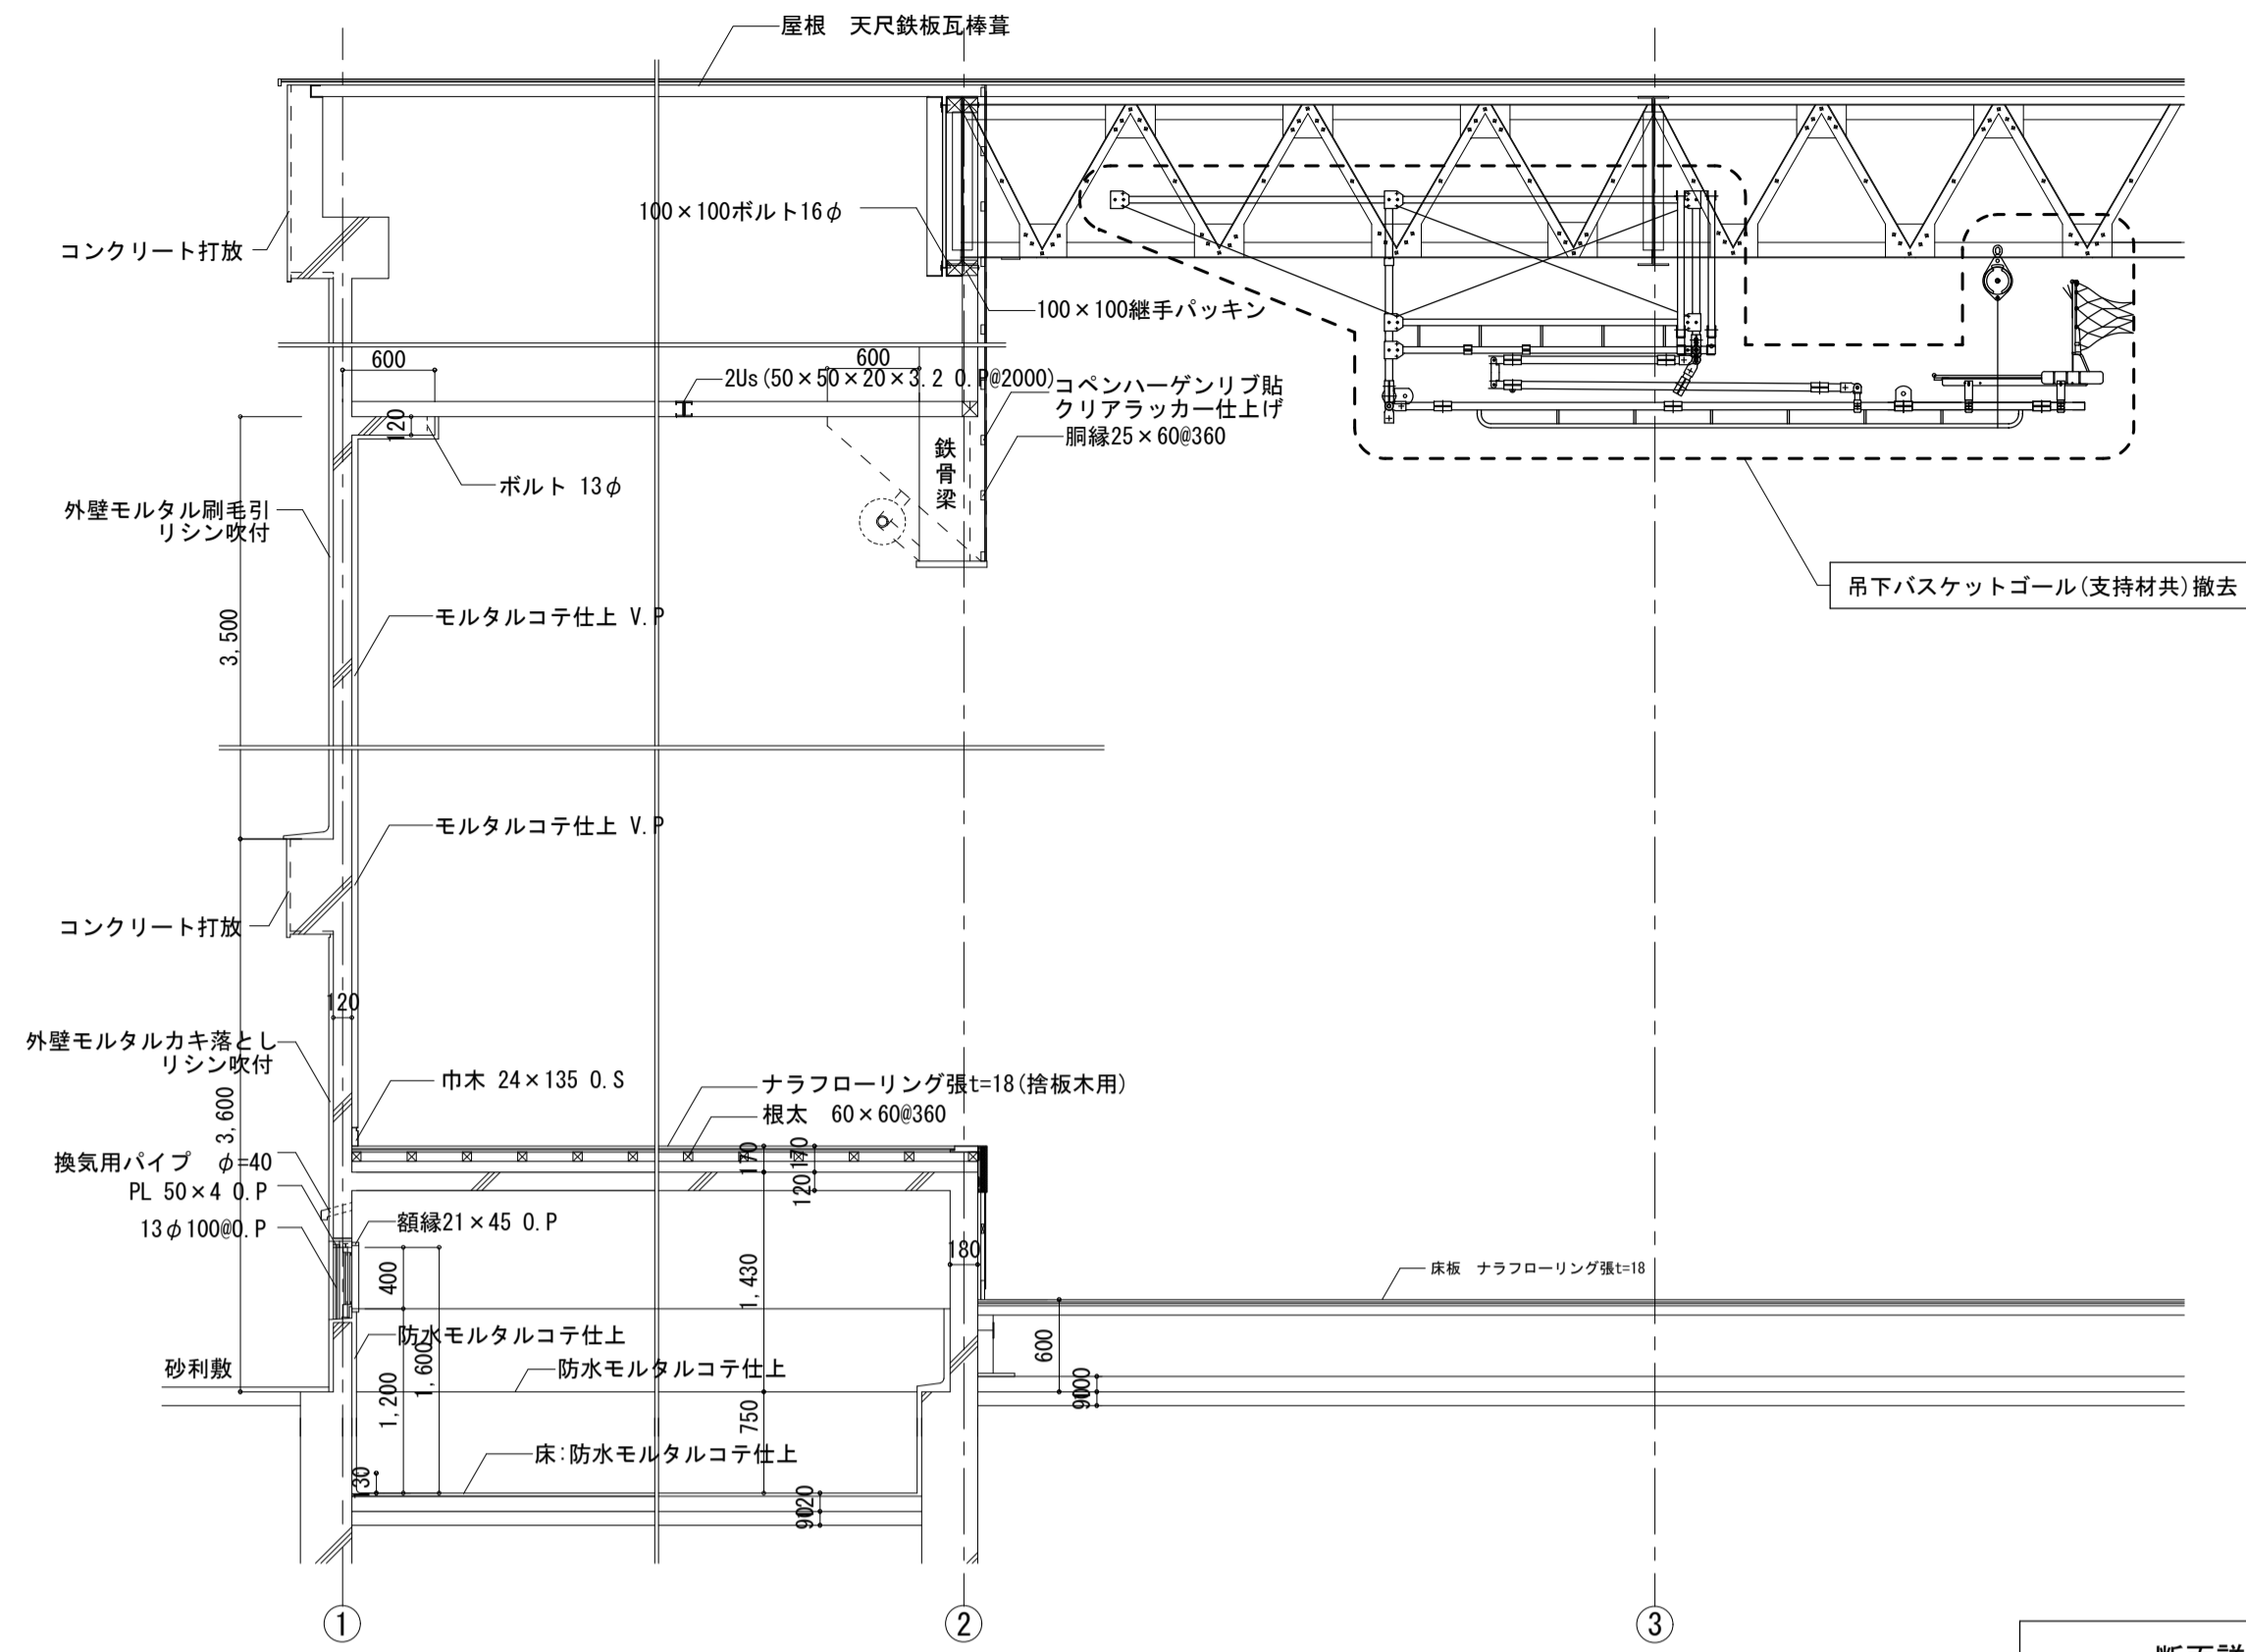 屋根　天尺鉄板瓦棒葺
100×100ボルト16φ
コンクリート打放
100×100継手パッキン
600
600
2Us(50×50×20×3.2 O.P@2000)
コペンハーゲンリブ貼
クリアラッカー仕上げ
120
胴縁25×60@360
鉄骨梁
ボルト 13φ
外壁モルタル刷毛引
リシン吹付
吊下バスケットゴール(支持材共)撤去
3,500
モルタルコテ仕上 V.P
モルタルコテ仕上 V.P
コンクリート打放
120
外壁モルタルカキ落とし
リシン吹付
巾木 24×135 O.S
ナラフローリング張t=18(捨板木用)
根太　60×60@360
3,600
170
170
換気用パイプ　φ=40
PL 50×4 O.P
120
13φ100@O.P
額縁21×45 O.P
180
400
1,430
床板　ナラフローリング張t=18
防水モルタルコテ仕上
600
砂利敷
1,600
防水モルタルコテ仕上
1,200
750
床:防水モルタルコテ仕上
130
120
90
①
②
③